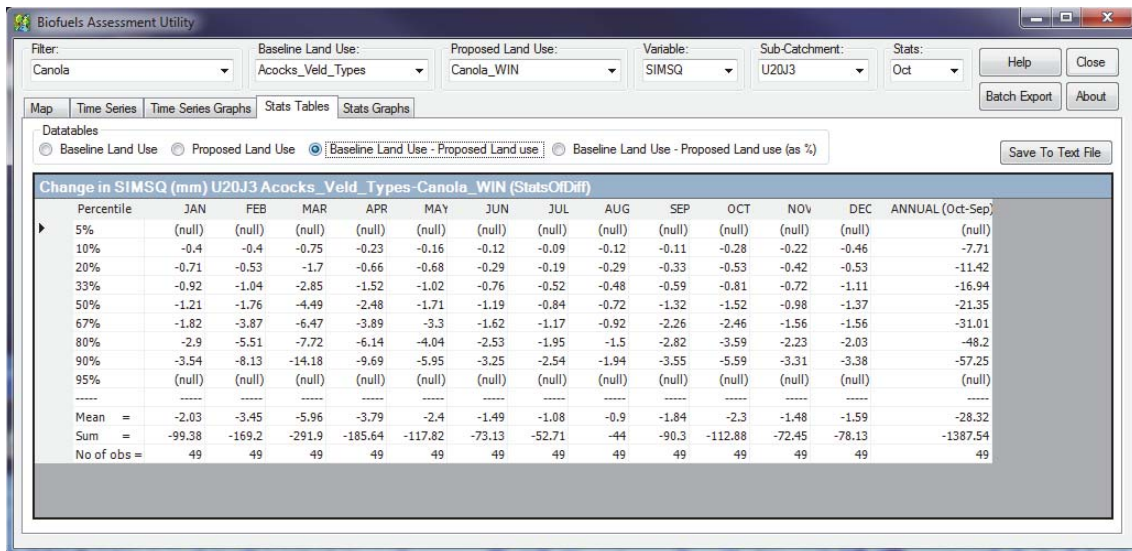 Biofuels Assessment Utility
Filter: Baseline Land Use: Proposed Land Use: Variable: Sub-Catchment: Stats:
Canola Acocks_Veld_Types Canola_WIN SIMSQ U20J3 Oct Help Close
Batch Export About
Map Time Series Time Series Graphs Stats Tables Stats Graphs
Datatables
Baseline Land Use Proposed Land Use Baseline Land Use - Proposed Land use Baseline Land Use - Proposed Land use (as %) Save To Text File
Change in SIMSQ (mm) U20J3 Acocks_Veld_Types-Canola_WIN (StatsOfDiff)
Percentile JAN FEB MAR APR MAY JUN JUL AUG SEP OCT NOV DEC ANNUAL (Oct-Sep)
5% (null) (null) (null) (null) (null) (null) (null) (null) (null) (null) (null) (null) (null)
10% -0.4 -0.4 -0.75 -0.23 -0.16 -0.12 -0.09 -0.12 -0.11 -0.28 -0.22 -0.46 -7.71
20% -0.71 -0.53 -1.7 -0.66 -0.68 -0.29 -0.19 -0.29 -0.33 -0.53 -0.42 -0.53 -11.42
33% -0.92 -1.04 -2.85 -1.52 -1.02 -0.76 -0.52 -0.48 -0.59 -0.81 -0.72 -1.11 -16.94
50% -1.21 -1.76 -4.49 -2.48 -1.71 -1.19 -0.84 -0.72 -1.32 -1.52 -0.98 -1.37 -21.35
67% -1.82 -3.87 -6.47 -3.89 -3.3 -1.62 -1.17 -0.92 -2.26 -2.46 -1.56 -1.56 -31.01
80% -2.9 -5.51 -7.72 -6.14 -4.04 -2.53 -1.95 -1.5 -2.82 -3.59 -2.23 -2.03 -48.2
90% -3.54 -8.13 -14.18 -9.69 -5.95 -3.25 -2.54 -1.94 -3.55 -5.59 -3.31 -3.38 -57.25
95% (null) (null) (null) (null) (null) (null) (null) (null) (null) (null) (null) (null) (null)
----- ----- ----- ----- ----- ----- ----- ----- ----- ----- ----- ----- ----- -----
Mean = -2.03 -3.45 -5.96 -3.79 -2.4 -1.49 -1.08 -0.9 -1.84 -2.3 -1.48 -1.59 -28.32
Sum = -99.38 -169.2 -291.9 -185.64 -117.82 -73.13 -52.71 -44 -90.3 -112.88 -72.45 -78.13 -1387.54
No of obs = 49 49 49 49 49 49 49 49 49 49 49 49 49